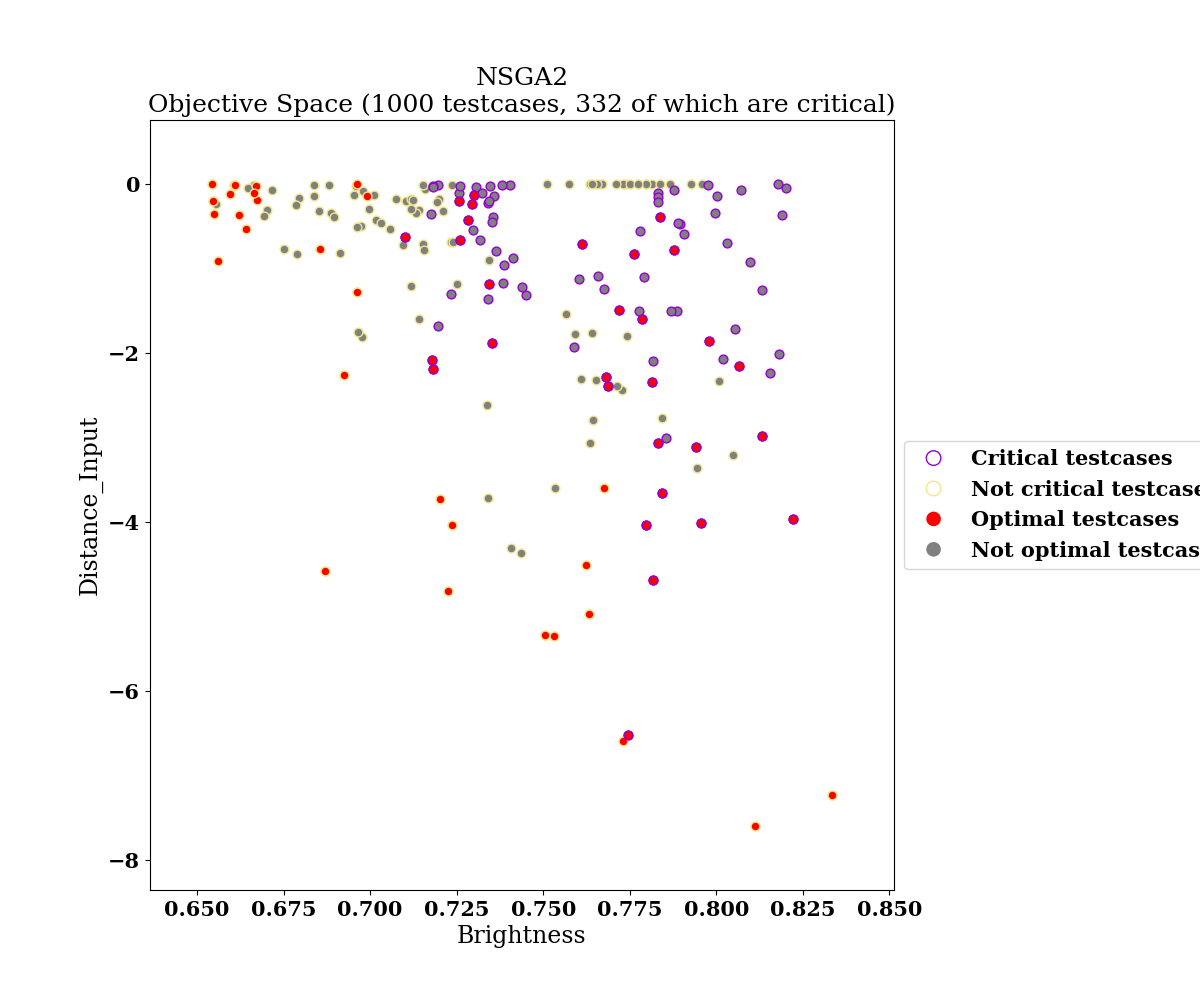 NSGA2
Objective Space (1000 testcases, 332 of which are critical)
0
−2
−4
−6
−8
Distance_Input
0.650 0.675 0.700 0.725 0.750 0.775 0.800 0.825 0.850
Brightness
Critical testcases
Not critical testcase
Optimal testcases
Not optimal testcas